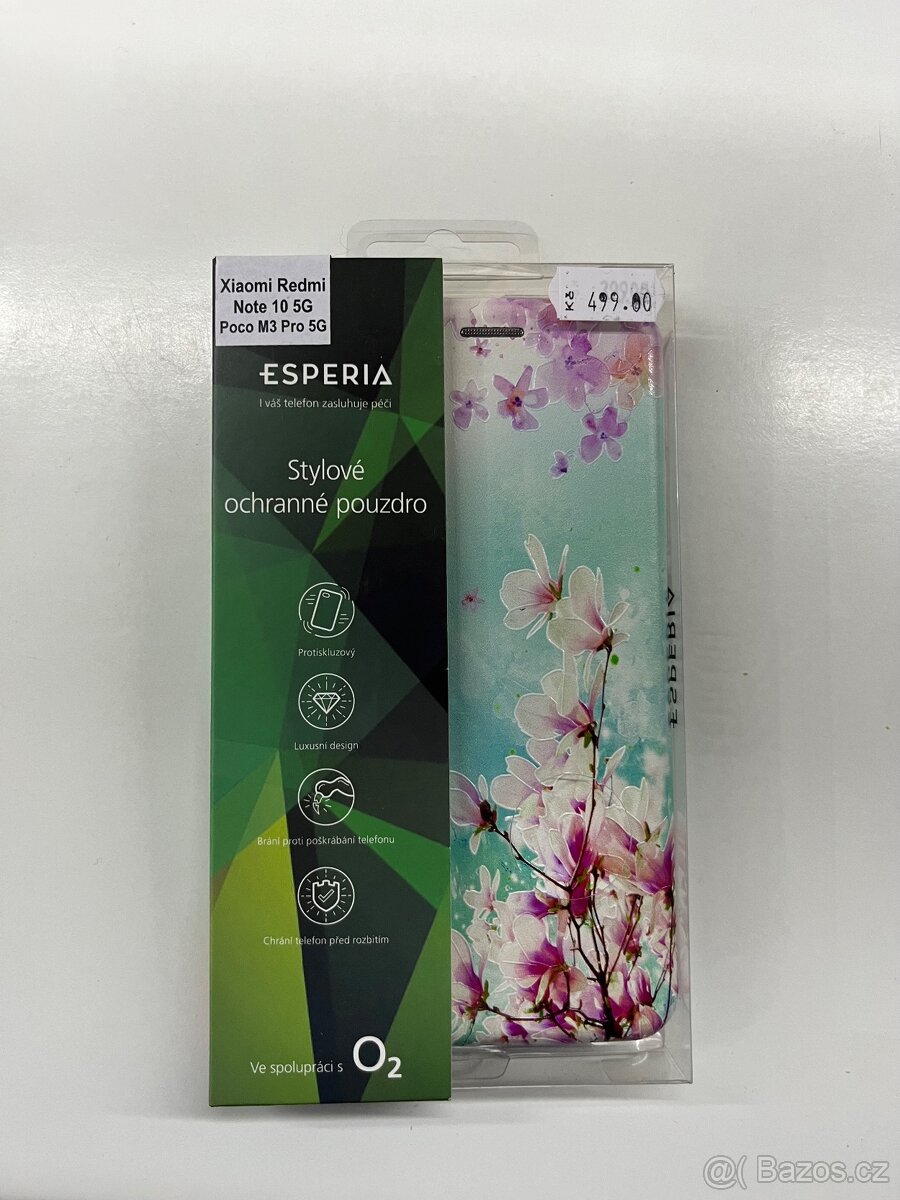 Xiaomi Redmi
Note 10 5G
Poco M3 Pro 5G
ESPERIA
I váš telefon zasluhuje péči
Stylové
ochranné pouzdro
Protiskluzový
Luxusní design
Brání proti poškrábání telefonu
Chrání telefon před rozbitím
Ve spolupráci s O2
Kč 499.00
ESPERIA
@( Bazos.cz